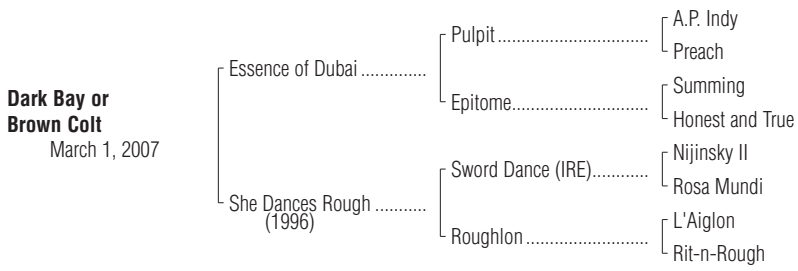 A.P. Indy
Pulpit
Preach
Essence of Dubai
Summing
Epitome
Honest and True
Dark Bay or
Brown Colt
March 1, 2007
Nijinsky II
Sword Dance (IRE)
Rosa Mundi
She Dances Rough
(1996)
L'Aiglon
Roughlon
Rit-n-Rough